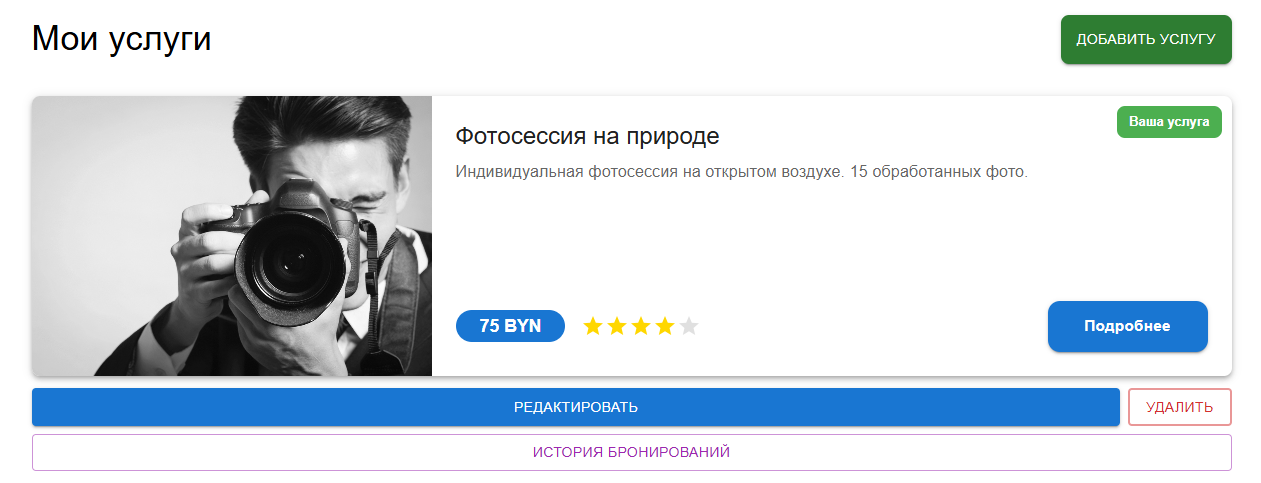 Мои услуги
ДОБАВИТЬ УСЛУГУ
Ваша услуга
Фотосессия на природе
Индивидуальная фотосессия на открытом воздухе. 15 обработанных фото.
75 BYN
Подробнее
РЕДАКТИРОВАТЬ
УДАЛИТЬ
ИСТОРИЯ БРОНИРОВАНИЙ